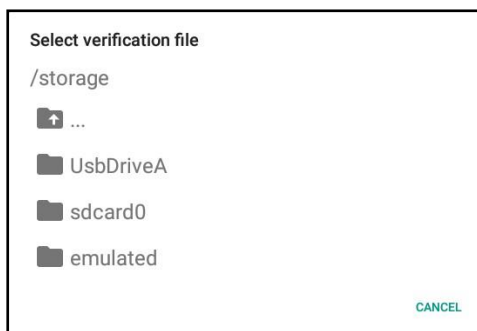 Select verification file
/storage
...
UsbDriveA
sdcard0
emulated
CANCEL